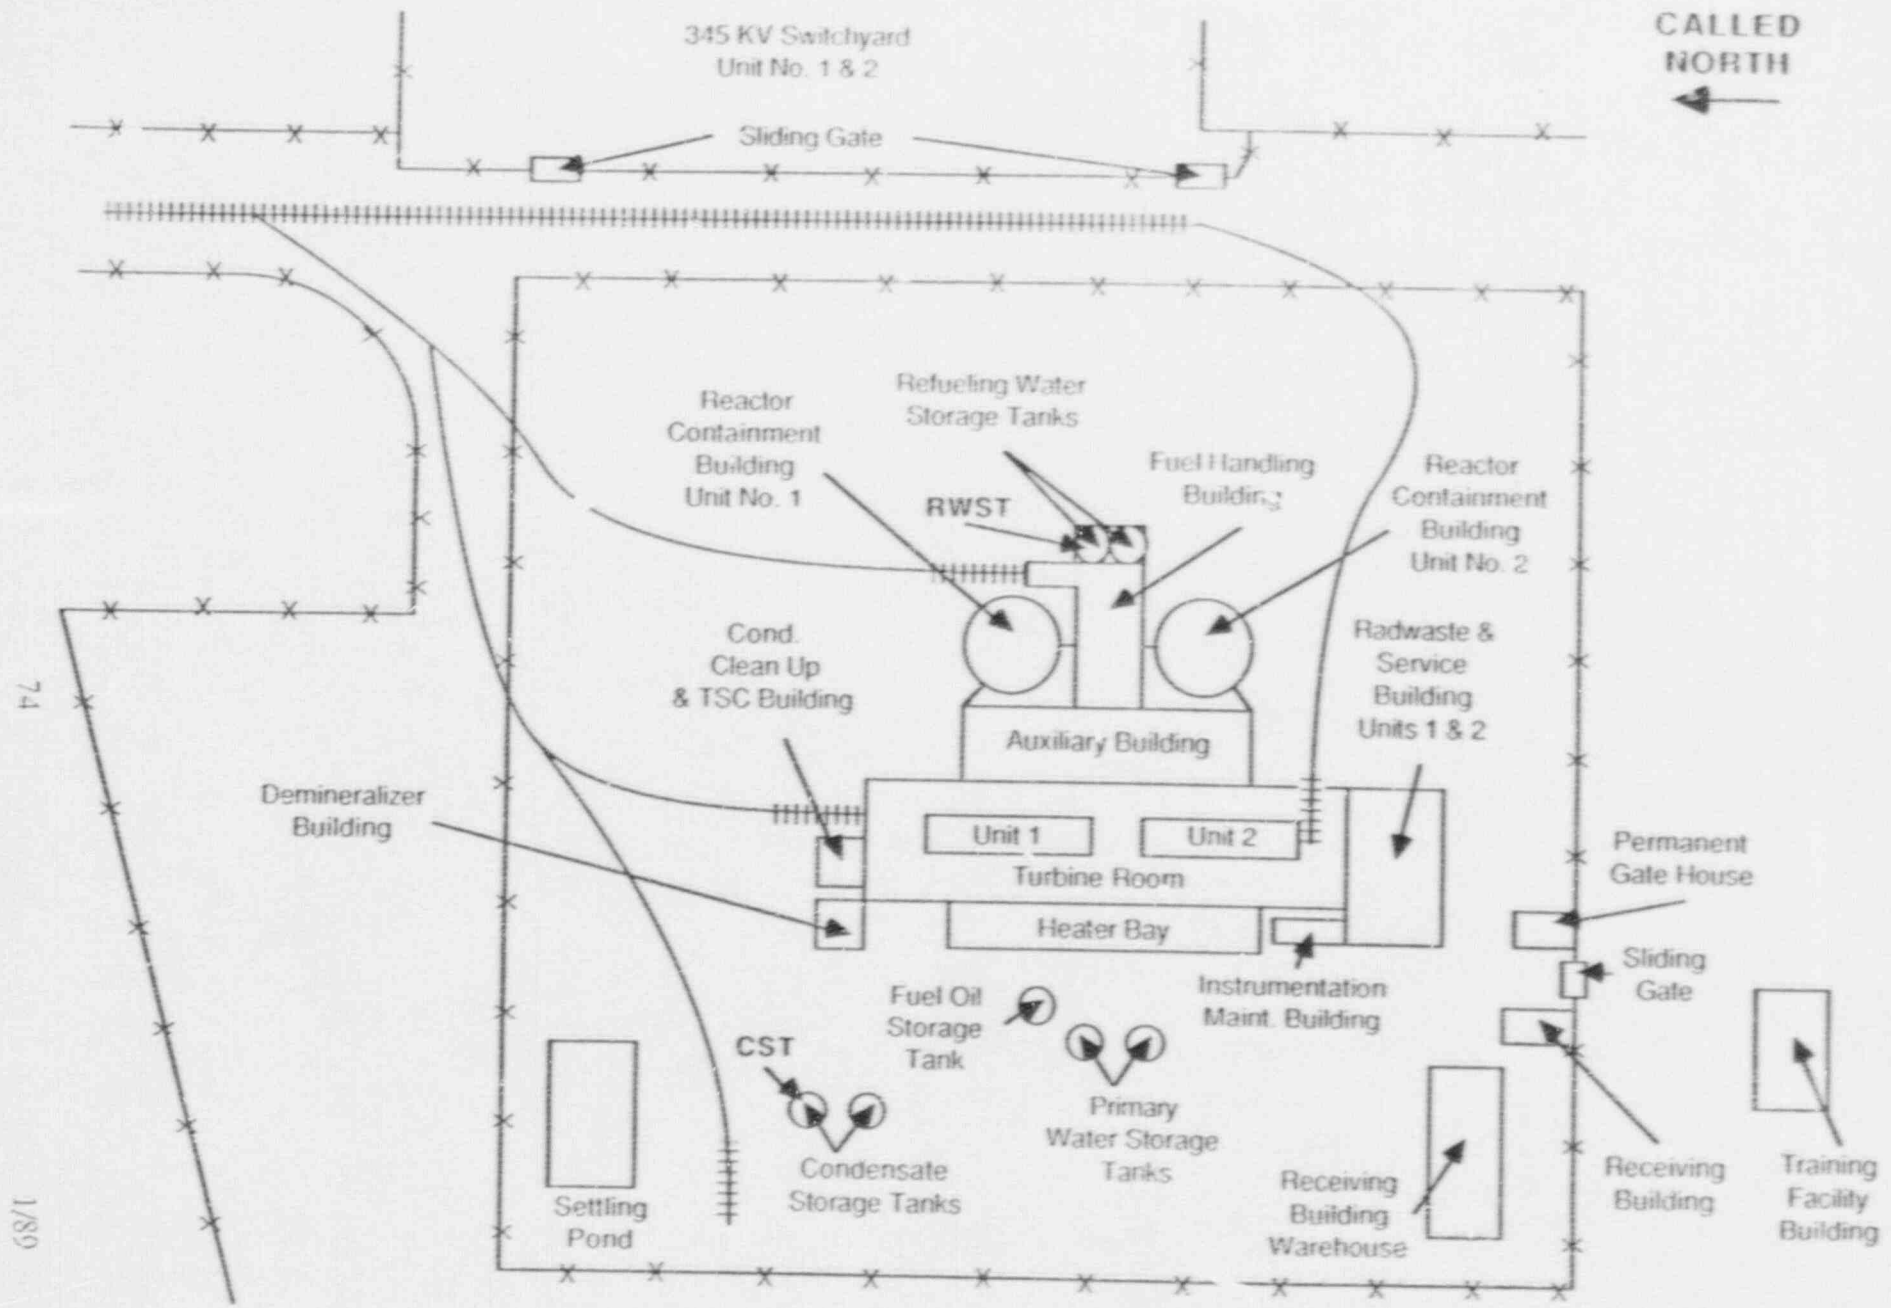 CALLED
NORTH
345 KV Switchyard
Unit No. 1 & 2
Sliding Gate
Refueling Water
Storage Tanks
Reactor
Containment
Building
Unit No. 1
RWST
Fuel Handling
Building
Reactor
Containment
Building
Unit No. 2
Cond.
Clean Up
& TSC Building
Radwaste &
Service
Building
Units 1 & 2
Auxiliary Building
Demineralizer
Building
Unit 1
Unit 2
Turbine Room
Permanent
Gate House
Heater Bay
Sliding
Gate
Instrumentation
Maint. Building
Fuel Oil
Storage
Tank
CST
Primary
Water Storage
Tanks
Condensate
Storage Tanks
Settling
Pond
Receiving
Building
Warehouse
Receiving
Building
Training
Facility
Building
74
1/89